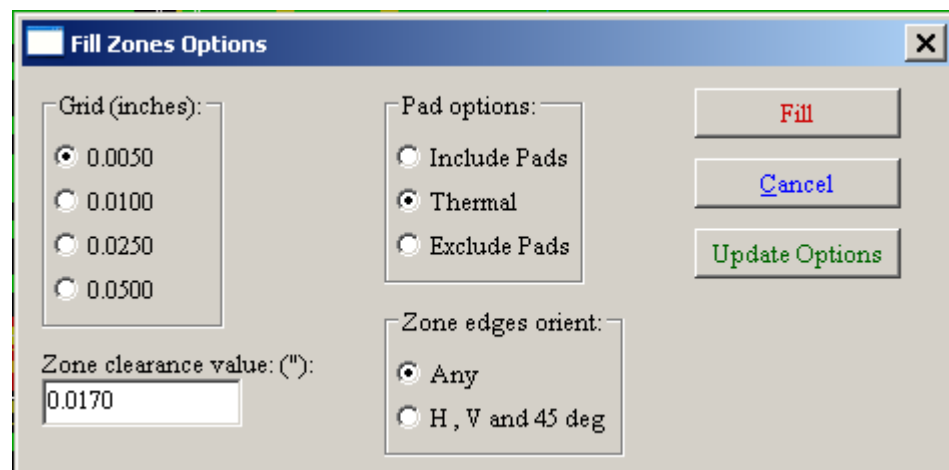 Fill Zones Options
Grid (inches):
0.0050
0.0100
0.0250
0.0500
Zone clearance value: ("):
0.0170
Pad options:
Include Pads
Thermal
Exclude Pads
Zone edges orient:
Any
H , V and 45 deg
Fill
Cancel
Update Options